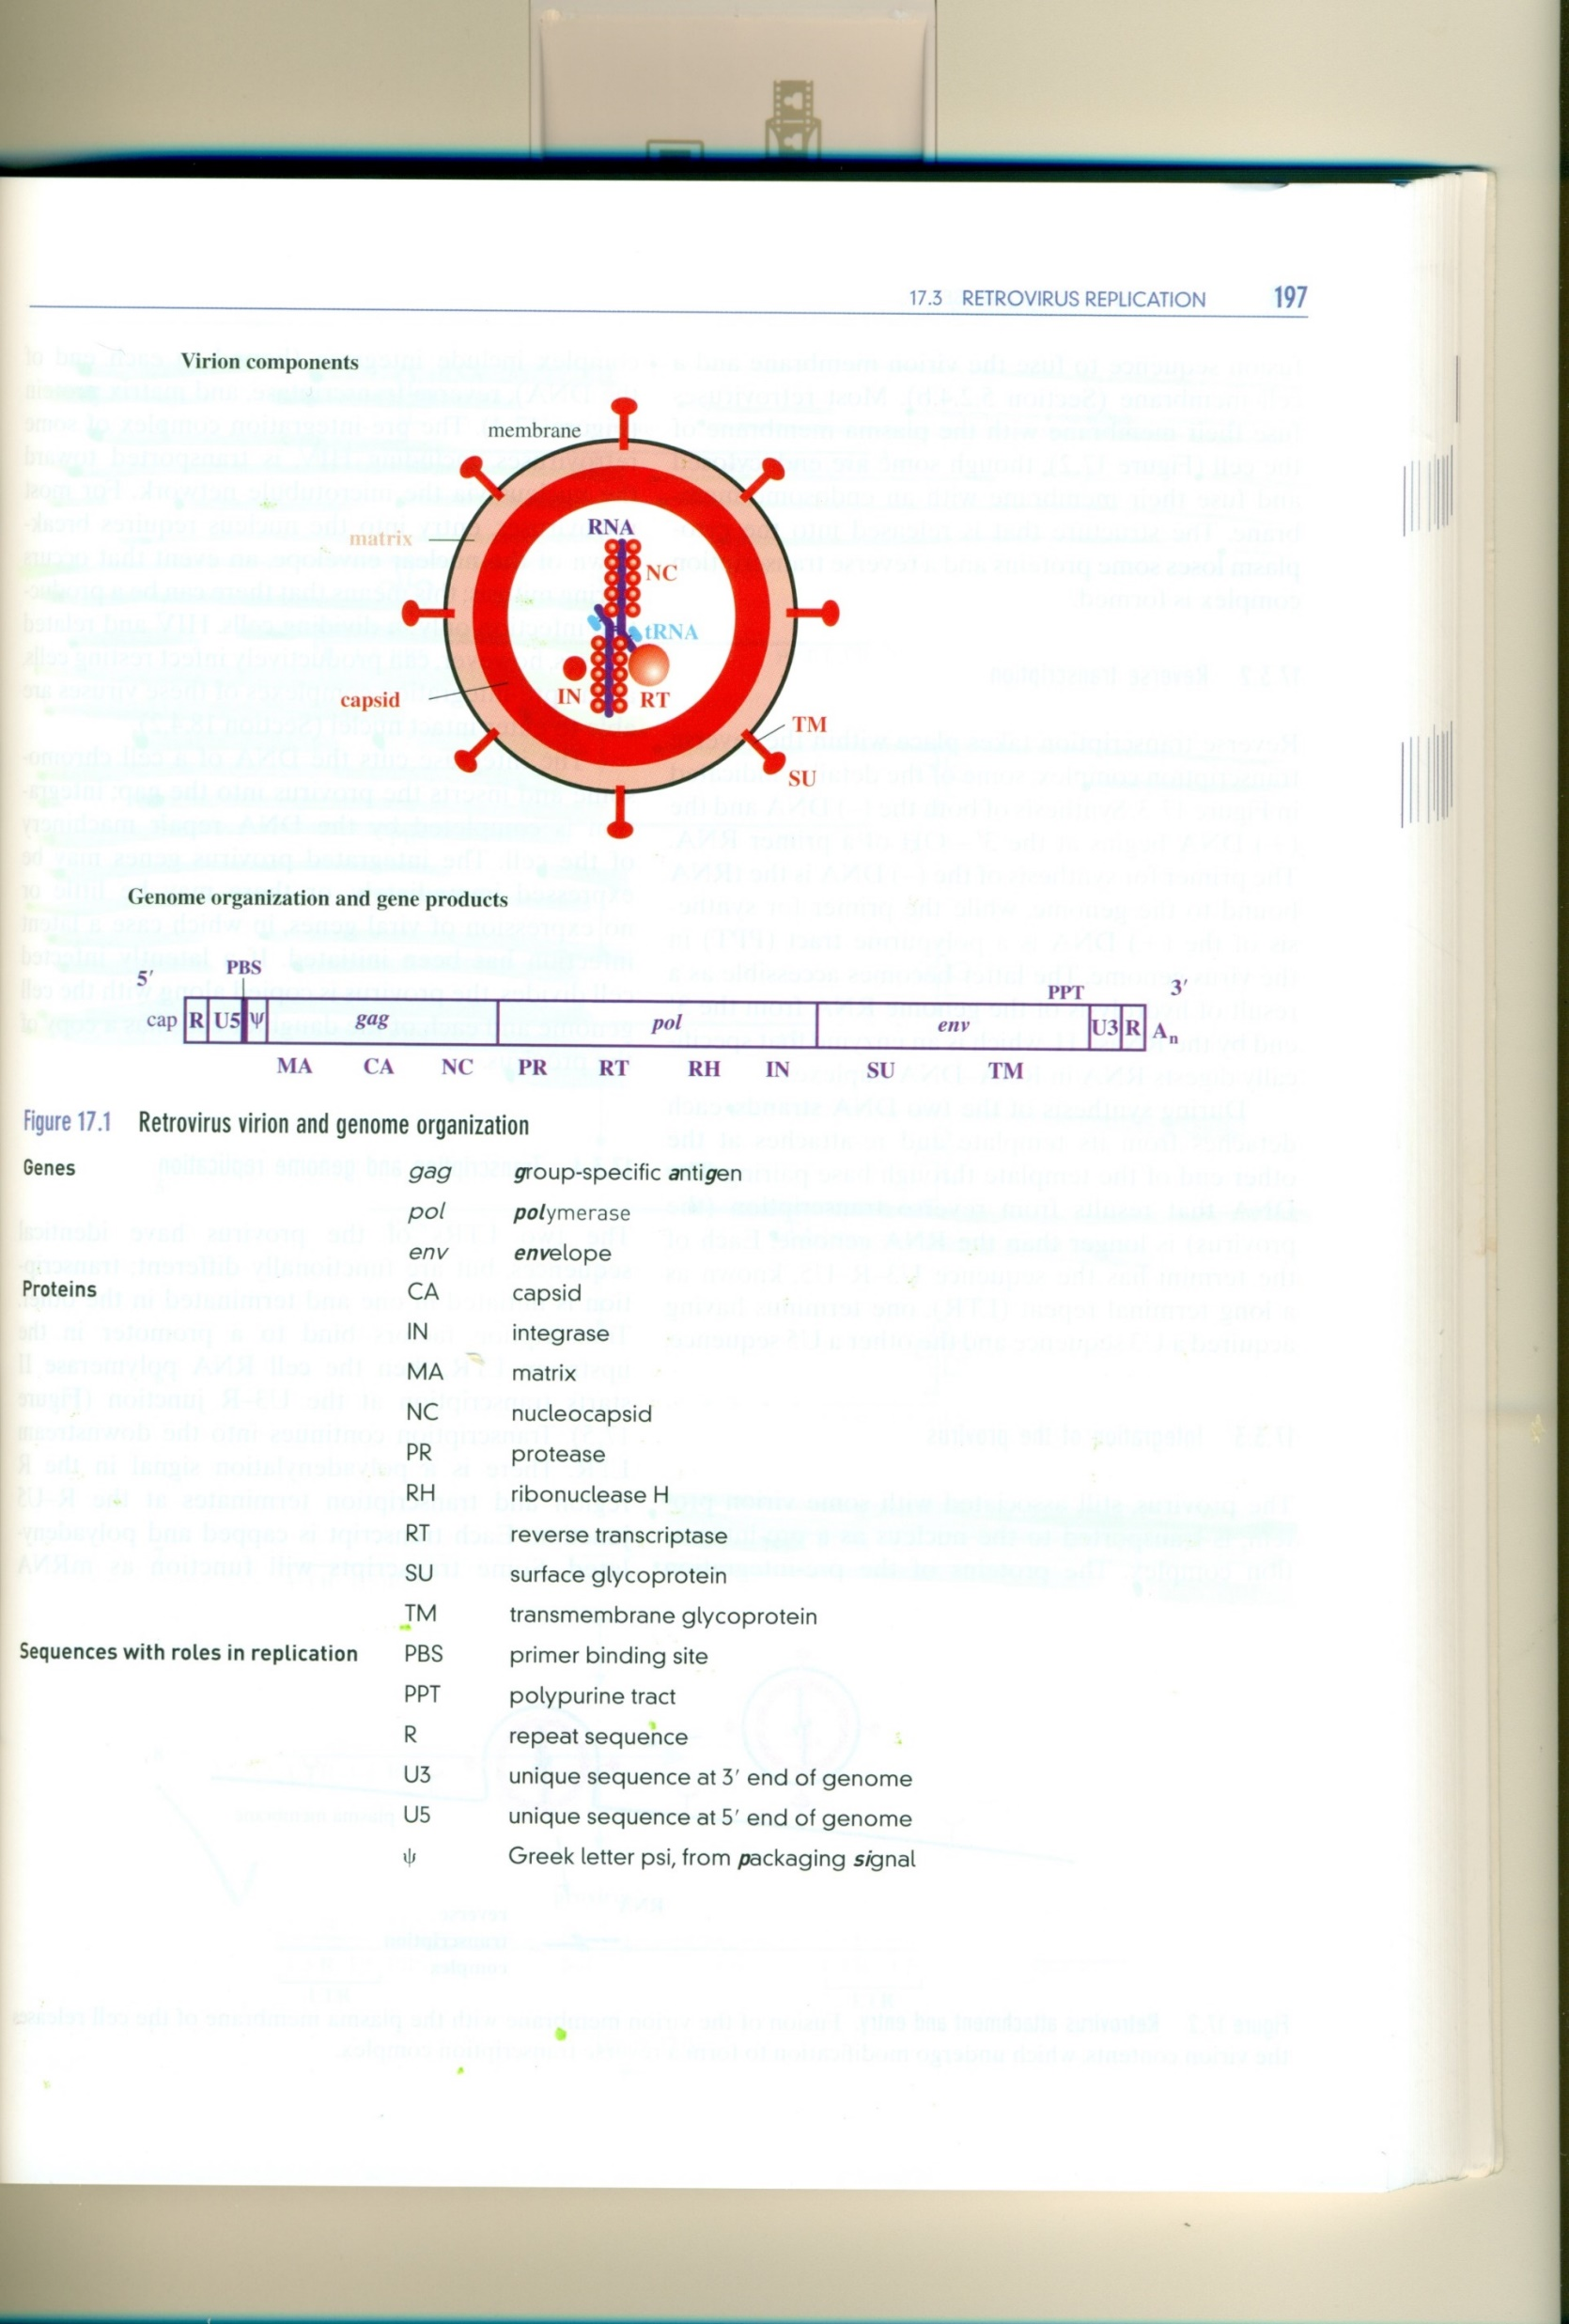 17.3 RETROVIRUS REPLICATION 197
Virion components
membrane
RNA
matrix
NC
tRNA
IN RT
capsid
TM
SU
Genome organization and gene products
5′ PBS PPT 3′
cap R U5 ψ gag pol env U3 R An
MA CA NC PR RT RH IN SU TM
Figure 17.1 Retrovirus virion and genome organization
Genes gag group-specific antigen
pol polymerase
env envelope
Proteins CA capsid
IN integrase
MA matrix
NC nucleocapsid
PR protease
RH ribonuclease H
RT reverse transcriptase
SU surface glycoprotein
TM transmembrane glycoprotein
Sequences with roles in replication PBS primer binding site
PPT polypurine tract
R repeat sequence
U3 unique sequence at 3′ end of genome
U5 unique sequence at 5′ end of genome
ψ Greek letter psi, from packaging signal